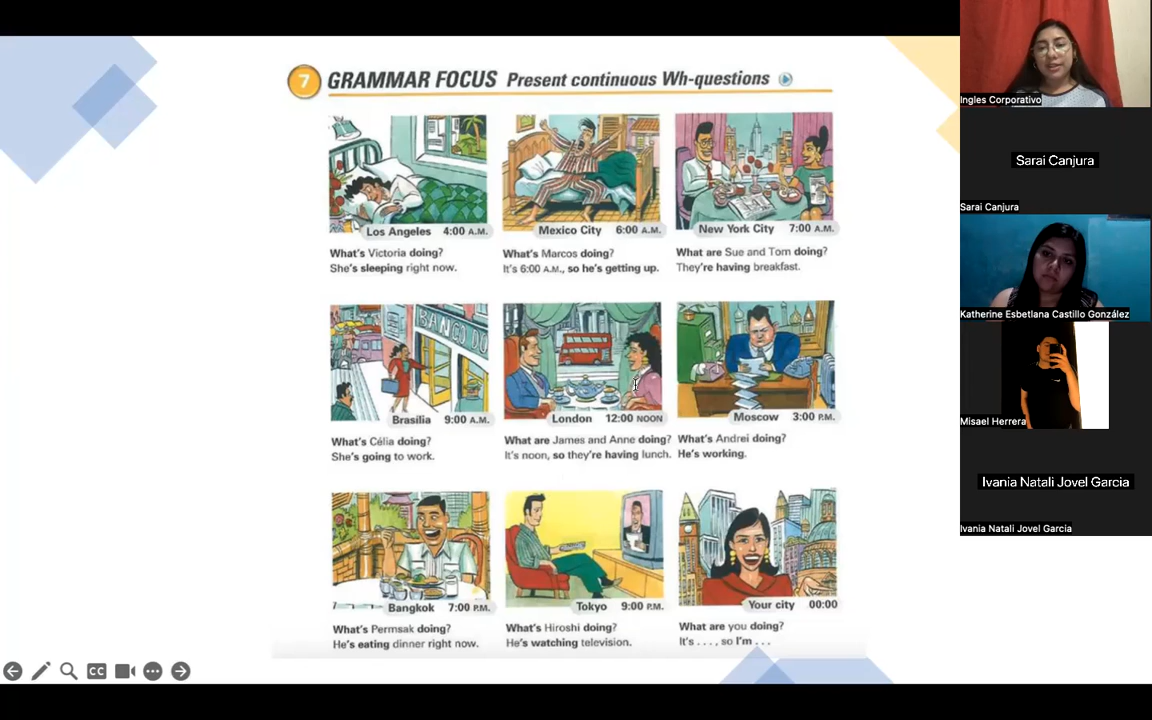 7 GRAMMAR FOCUS Present continuous Wh-questions
Los Angeles 4:00 A.M.
What's Victoria doing?
She's sleeping right now.
Mexico City 6:00 A.M.
What's Marcos doing?
It's 6:00 A.M., so he's getting up.
New York City 7:00 A.M.
What are Sue and Tom doing?
They're having breakfast.
BANCO DO
Brasília 9:00 A.M.
What's Célia doing?
She's going to work.
London 12:00 NOON
What are James and Anne doing?
It's noon, so they're having lunch.
Moscow 3:00 P.M.
What's Andrei doing?
He's working.
Bangkok 7:00 P.M.
What's Permsak doing?
He's eating dinner right now.
Tokyo 9:00 P.M.
What's Hiroshi doing?
He's watching television.
Your city 00:00
What are you doing?
It's . . . , so I'm . . .
CC
Ingles Corporativo
Sarai Canjura
Sarai Canjura
Katherine Esbetlana Castillo González
Misael Herrera
Ivania Natali Jovel Garcia
Ivania Natali Jovel Garcia